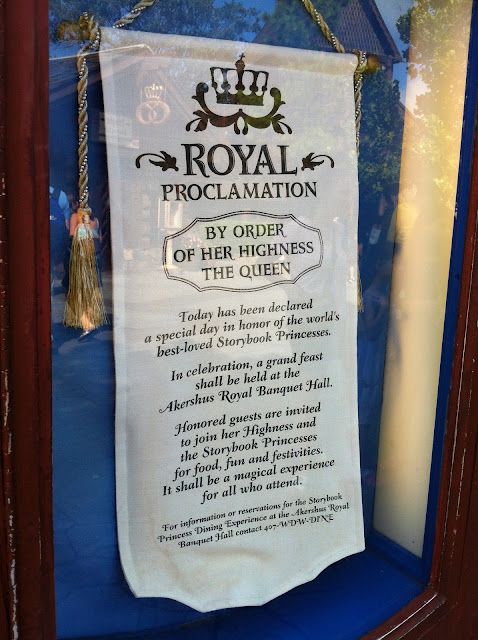 ROYAL
PROCLAMATION
BY ORDER
OF HER HIGHNESS
THE QUEEN
Today has been declared
a special day in honor of the world's
best-loved Storybook Princesses.
In celebration, a grand feast
shall be held at the
Akershus Royal Banquet Hall.
Honored guests are invited
to join her Highness and
the Storybook Princesses
for food, fun and festivities.
It shall be a magical experience
for all who attend.
For information or reservations for the Storybook
Princess Dining Experience at the Akershus Royal
Banquet Hall contact 407-WDW-DINE